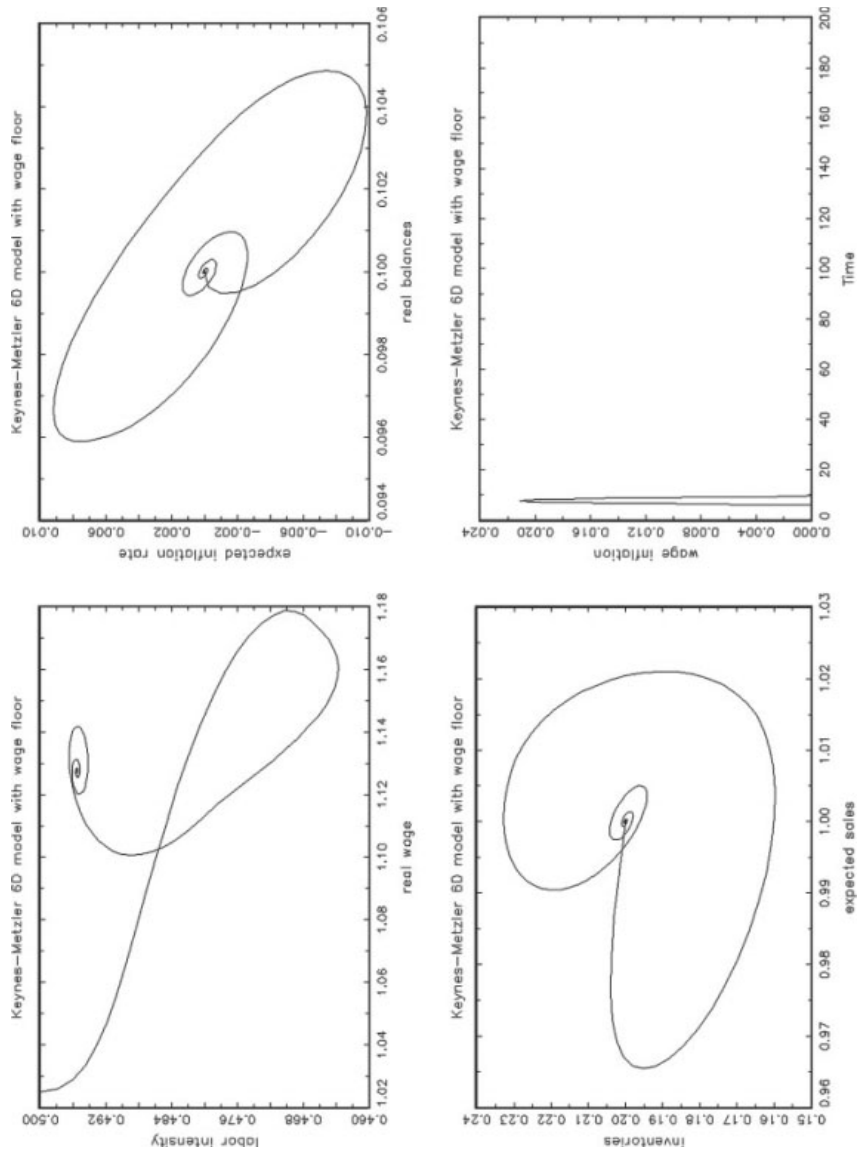 Keynes−Metzler 6D model with wage floor
labor intensity
0.500
0.492
0.484
0.476
0.468
0.460
1.02 1.04 1.06 1.08 1.10 1.12 1.14 1.16 1.18
real wage
Keynes−Metzler 6D model with wage floor
expected inflation rate
0.010
0.006
0.002
−0.002
−0.006
−0.010
0.094 0.096 0.098 0.100 0.102 0.104 0.106
real balances
Keynes−Metzler 6D model with wage floor
inventories
0.24
0.23
0.22
0.21
0.20
0.19
0.18
0.17
0.16
0.15
0.96 0.97 0.98 0.99 1.00 1.01 1.02 1.03
expected sales
Keynes−Metzler 6D model with wage floor
wage inflation
0.024
0.020
0.016
0.012
0.008
0.004
0.000
0 20 40 60 80 100 120 140 160 180 200
Time